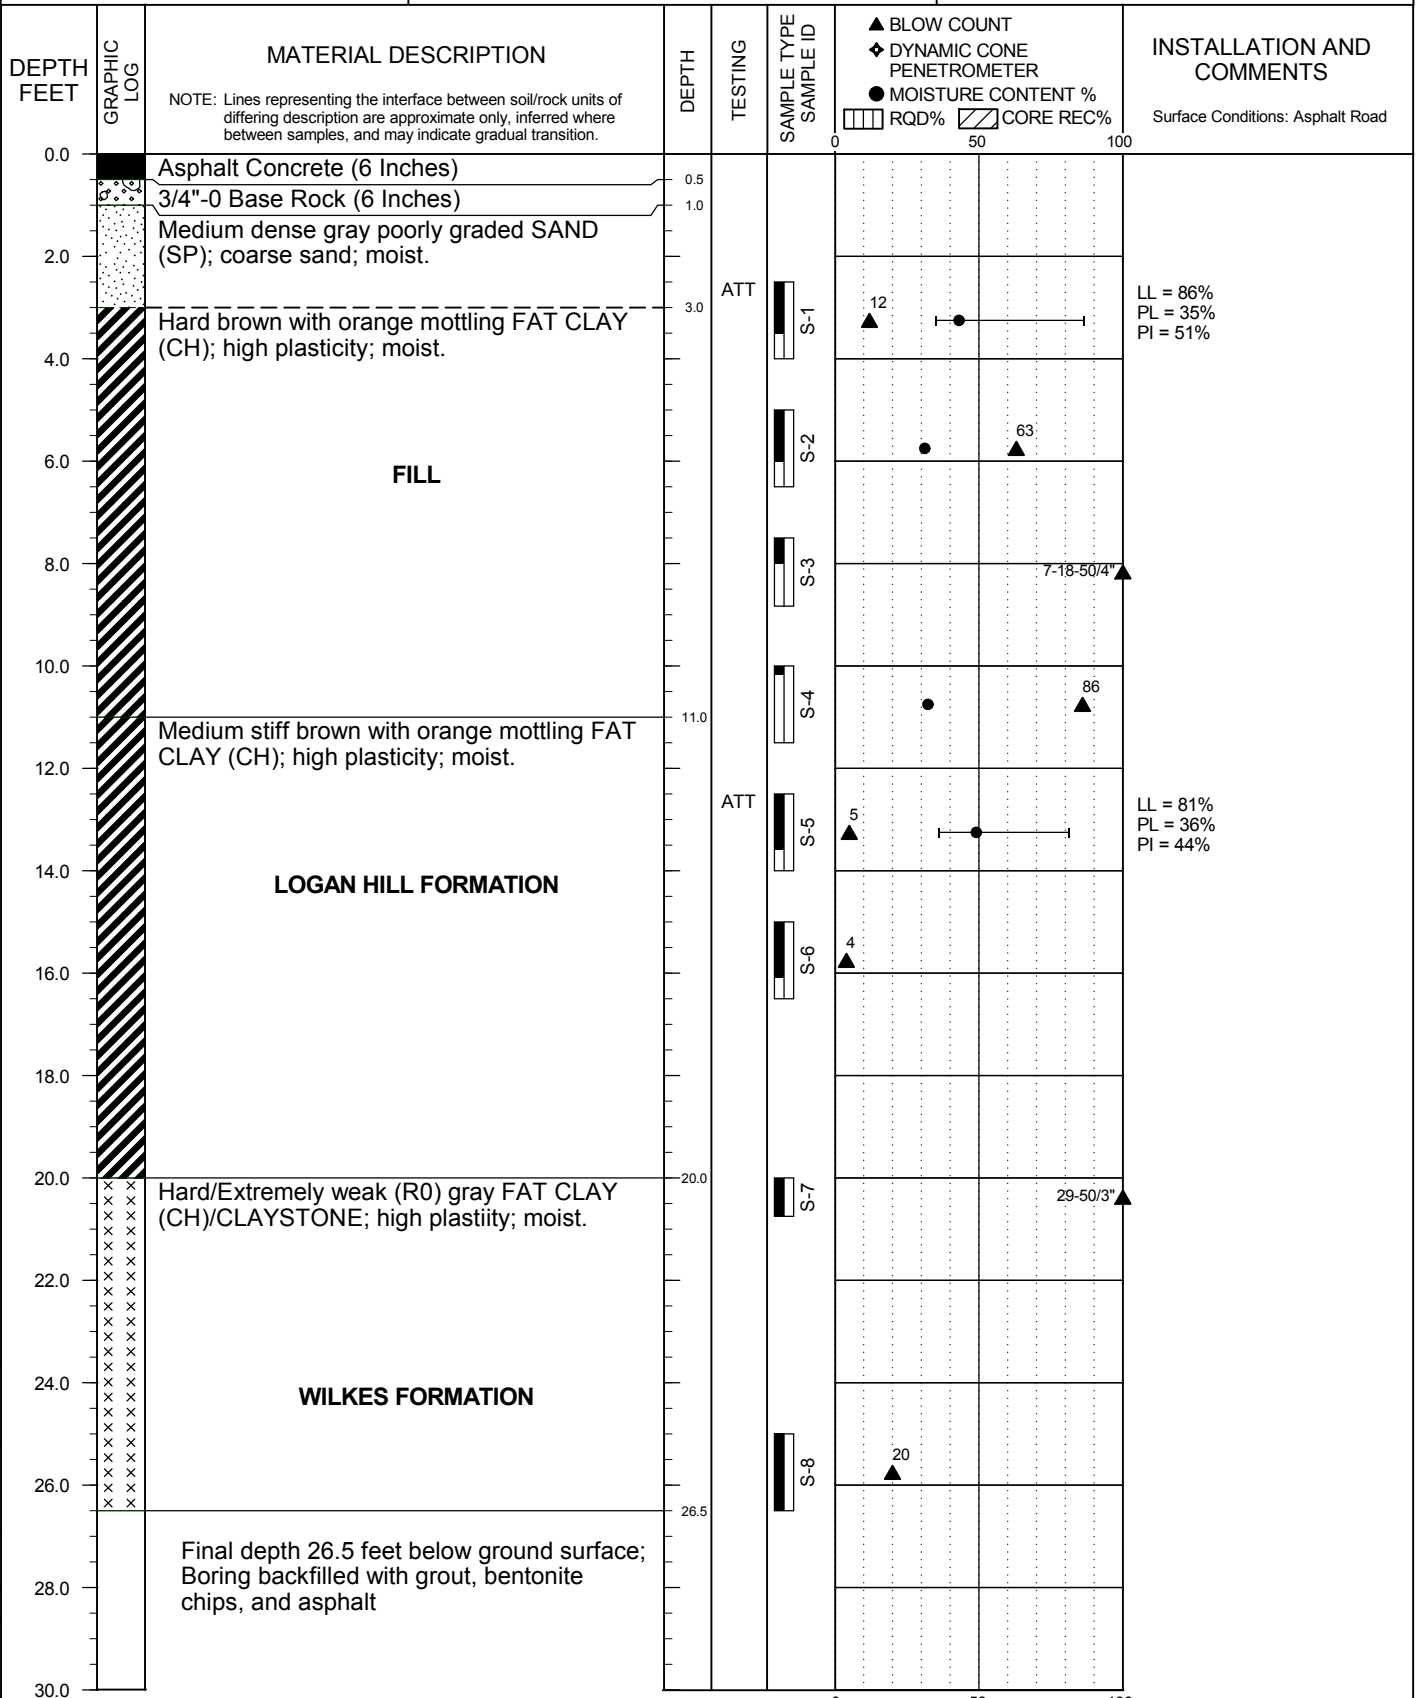 DEPTH
FEET
GRAPHIC
LOG
MATERIAL DESCRIPTION
NOTE: Lines representing the interface between soil/rock units of
differing description are approximate only, inferred where
between samples, and may indicate gradual transition.
DEPTH
TESTING
SAMPLE TYPE
SAMPLE ID
BLOW COUNT
DYNAMIC CONE
PENETROMETER
MOISTURE CONTENT %
RQD%
CORE REC%
0
50
100
INSTALLATION AND
COMMENTS
Surface Conditions: Asphalt Road
0.0
Asphalt Concrete (6 Inches)
0.5
3/4"-0 Base Rock (6 Inches)
1.0
Medium dense gray poorly graded SAND
(SP); coarse sand; moist.
2.0
ATT
S-1
12
LL = 86%
PL = 35%
PI = 51%
3.0
Hard brown with orange mottling FAT CLAY
(CH); high plasticity; moist.
4.0
S-2
63
6.0
FILL
8.0
S-3
7-18-50/4"
10.0
S-4
86
11.0
Medium stiff brown with orange mottling FAT
CLAY (CH); high plasticity; moist.
12.0
ATT
S-5
5
LL = 81%
PL = 36%
PI = 44%
14.0
LOGAN HILL FORMATION
S-6
4
16.0
18.0
20.0
20.0
Hard/Extremely weak (R0) gray FAT CLAY
(CH)/CLAYSTONE; high plastiity; moist.
S-7
29-50/3"
22.0
24.0
WILKES FORMATION
S-8
20
26.0
26.5
Final depth 26.5 feet below ground surface;
Boring backfilled with grout, bentonite
chips, and asphalt
28.0
30.0
0
50
100